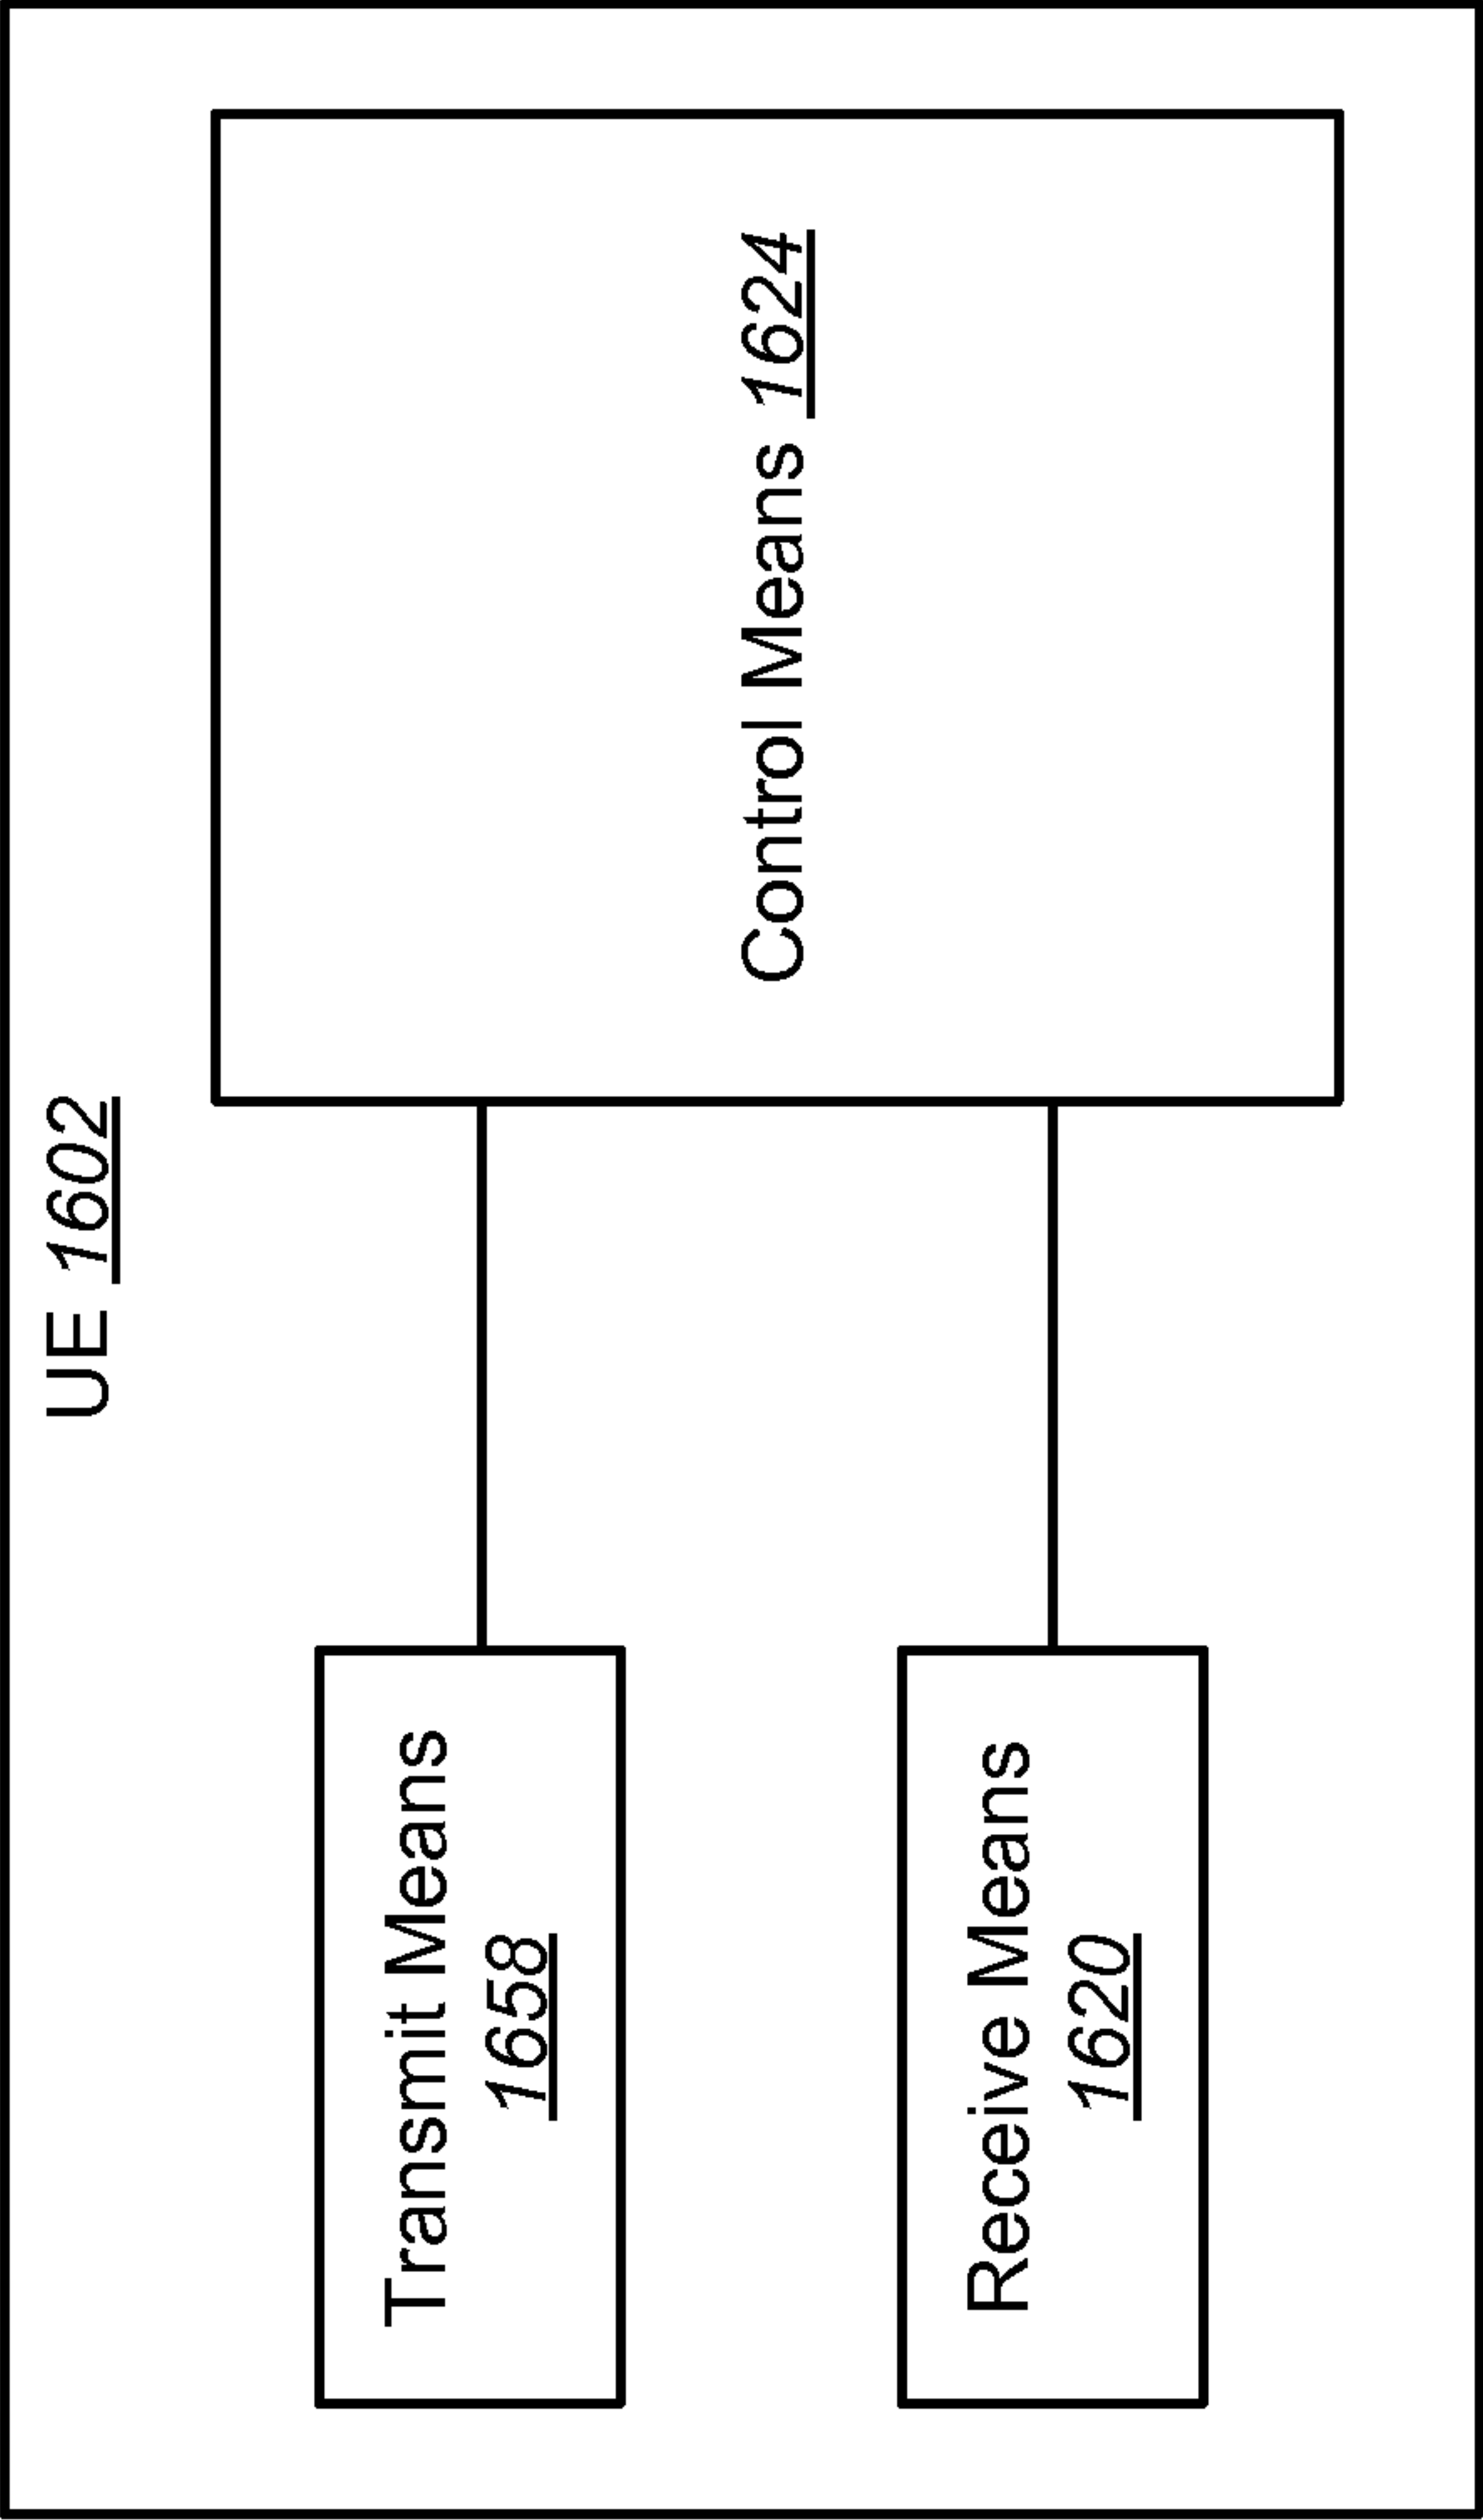 UE 1602
Transmit Means
1658
Control Means 1624
Receive Means
1620